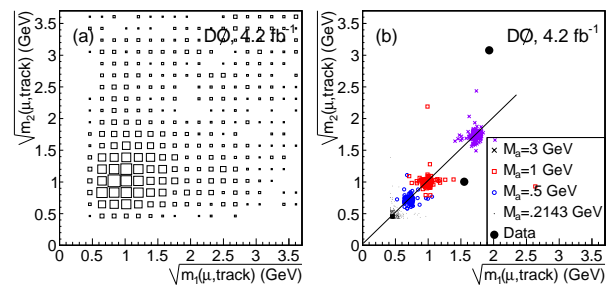 (a) DØ, 4.2 fb⁻¹
√m₂(μ,track) (GeV)
3.5
3
2.5
2
1.5
1
0.5
0
0 0.5 1 1.5 2 2.5 3 3.5
√m₁(μ,track) (GeV)
(b) DØ, 4.2 fb⁻¹
√m₂(μ,track) (GeV)
3.5
3
2.5
2
1.5
1
0.5
0
Mₐ=3 GeV
Mₐ=1 GeV
Mₐ=.5 GeV
Mₐ=.2143 GeV
Data
0 0.5 1 1.5 2 2.5 3 3.5
√m₁(μ,track) (GeV)